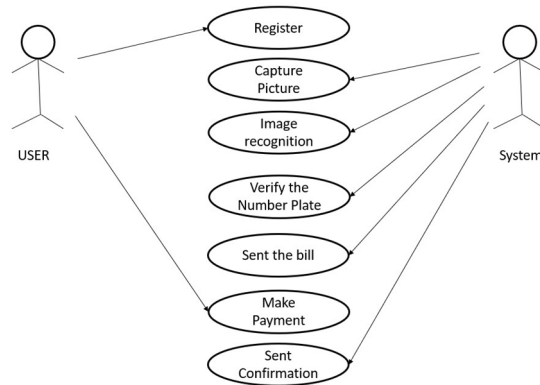 Register
Capture
Picture
Image
recognition
USER
System
Verify the
Number Plate
Sent the bill
Make
Payment
Sent
Confirmation